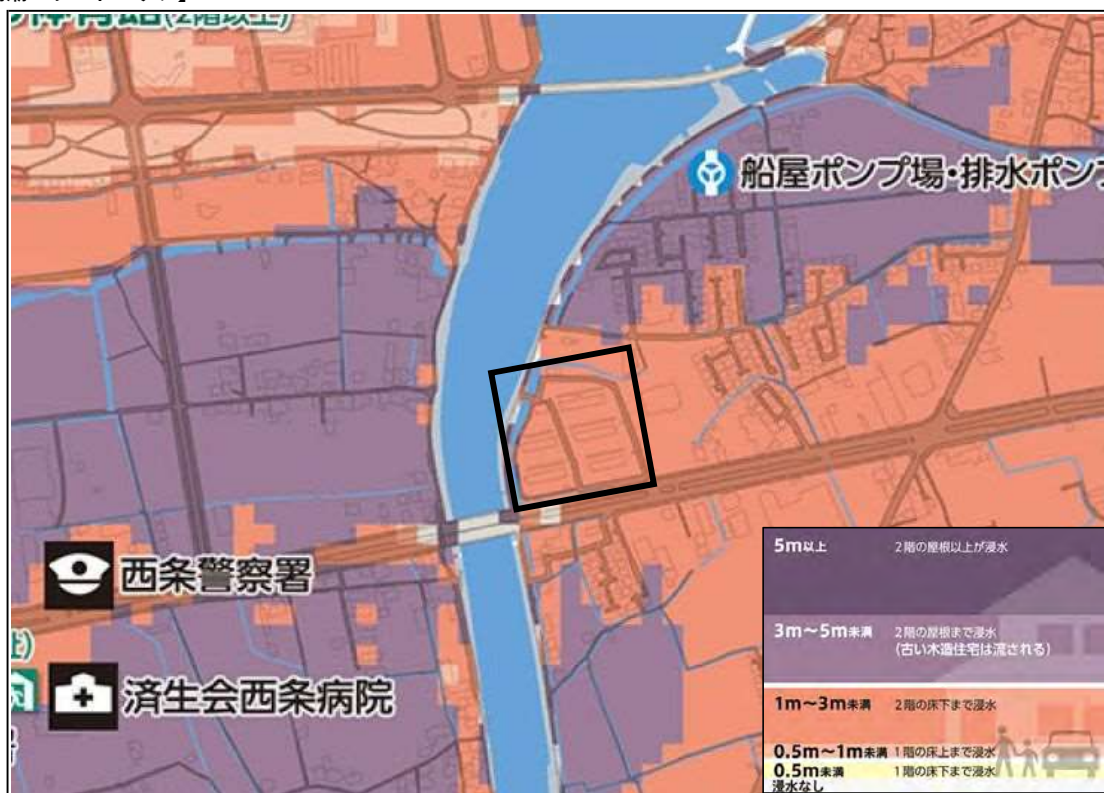 (2階以上)
船屋ポンプ場・排水ポンプ
西条警察署
済生会西条病院
5m以上 2階の屋根以上が浸水
3m～5m未満 2階の屋根まで浸水
(古い木造住宅は流される)
1m～3m未満 2階の床下まで浸水
0.5m～1m未満 1階の床上まで浸水
0.5m未満 1階の床下まで浸水
浸水なし